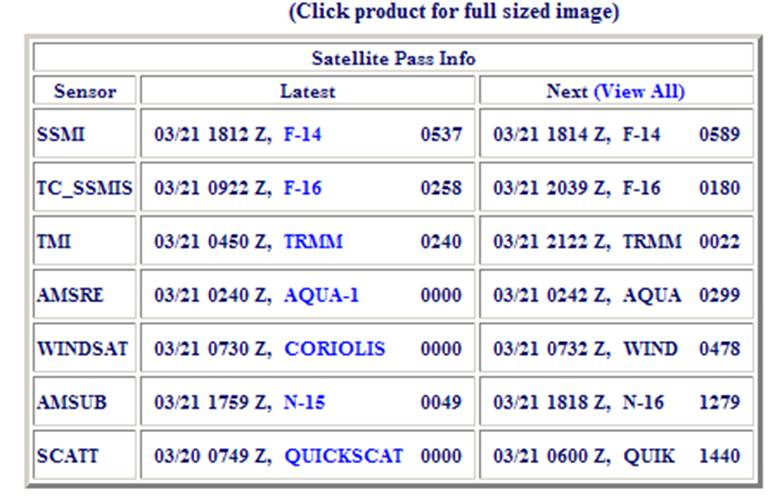 (Click product for full sized image)
Satellite Pass Info
Sensor Latest Next (View All)
SSMI 03/21 1812 Z, F-14 0537 03/21 1814 Z, F-14 0589
TC_SSMIS 03/21 0922 Z, F-16 0258 03/21 2039 Z, F-16 0180
TMI 03/21 0450 Z, TRMM 0240 03/21 2122 Z, TRMM 0022
AMSRE 03/21 0240 Z, AQUA-1 0000 03/21 0242 Z, AQUA 0299
WINDSAT 03/21 0730 Z, CORIOLIS 0000 03/21 0732 Z, WIND 0478
AMSUB 03/21 1759 Z, N-15 0049 03/21 1818 Z, N-16 1279
SCATT 03/20 0749 Z, QUICKSCAT 0000 03/21 0600 Z, QUIK 1440